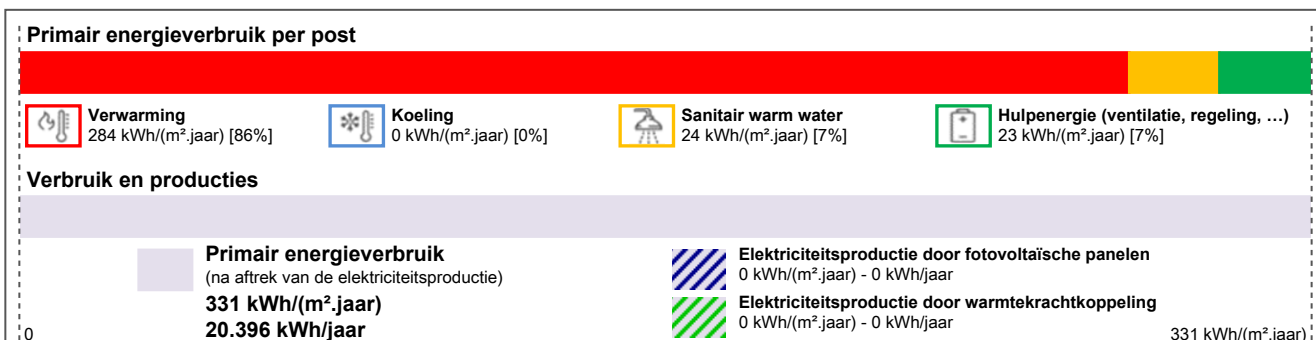 Primair energieverbruik per post
Verwarming
284 kWh/(m².jaar) [86%]
Koeling
0 kWh/(m².jaar) [0%]
Sanitair warm water
24 kWh/(m².jaar) [7%]
Hulpenergie (ventilatie, regeling, …)
23 kWh/(m².jaar) [7%]
Verbruik en producties
Primair energieverbruik
(na aftrek van de elektriciteitsproductie)
331 kWh/(m².jaar)
20.396 kWh/jaar
Elektriciteitsproductie door fotovoltaïsche panelen
0 kWh/(m².jaar) - 0 kWh/jaar
Elektriciteitsproductie door warmtekrachtkoppeling
0 kWh/(m².jaar) - 0 kWh/jaar
0
331 kWh/(m².jaar)